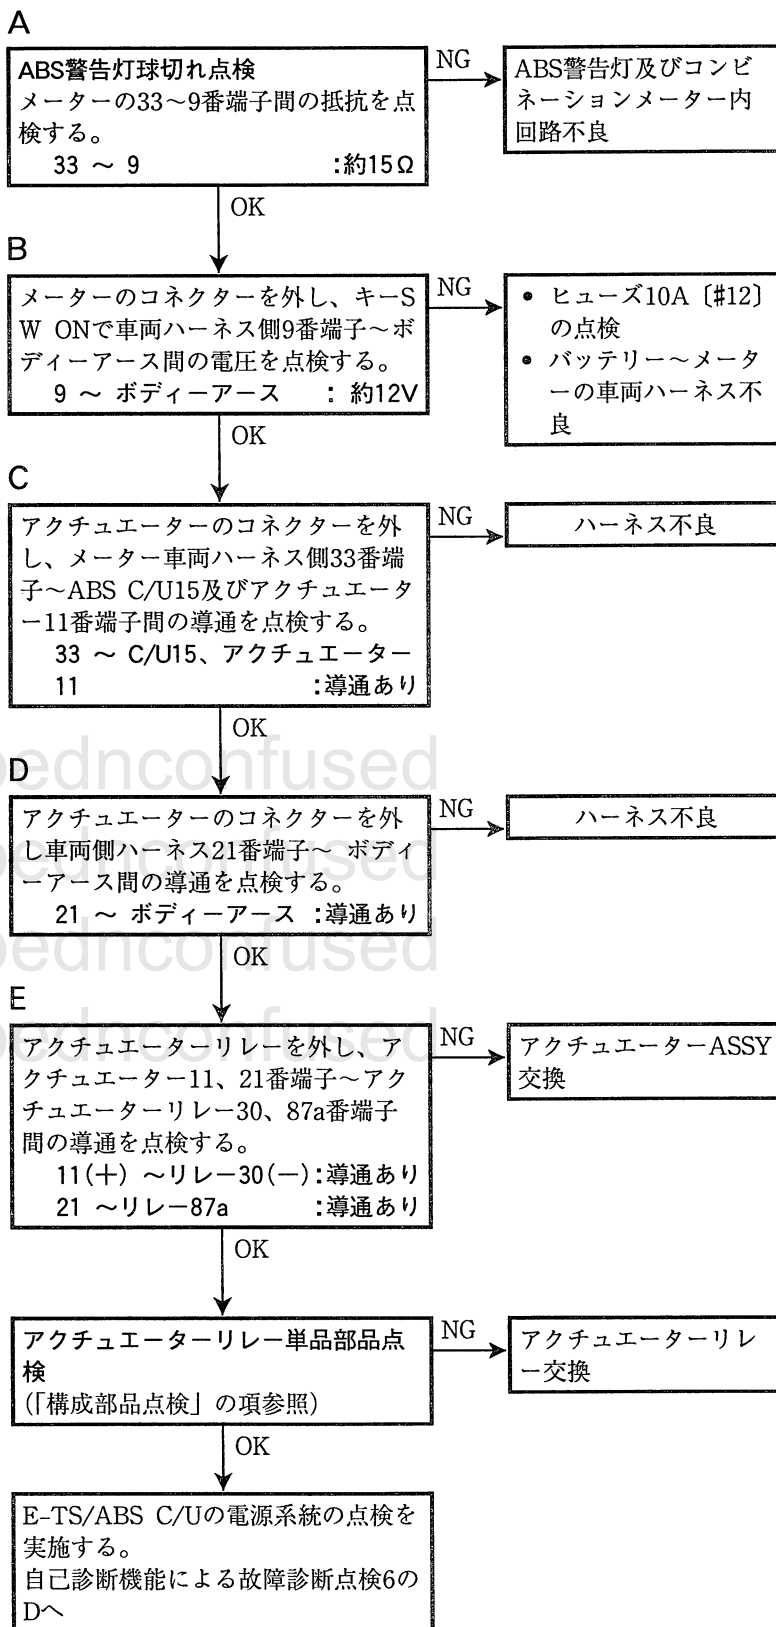 A
ABS警告灯球切れ点検
メーターの33～9番端子間の抵抗を点
検する。
33 ～ 9 :約15Ω
NG
ABS警告灯及びコンビ
ネーションメーター内
回路不良
OK
B
メーターのコネクターを外し、キーS
W ONで車両ハーネス側9番端子～ボ
ディーアース間の電圧を点検する。
9 ～ ボディーアース : 約12V
NG
• ヒューズ10A〔#12〕
の点検
• バッテリー～メータ
ーの車両ハーネス不
良
OK
C
アクチュエーターのコネクターを外
し、メーター車両ハーネス側33番端
子～ABS C/U15及びアクチュエータ
ー11番端子間の導通を点検する。
33 ～ C/U15、アクチュエーター
11 :導通あり
NG
ハーネス不良
OK
D
アクチュエーターのコネクターを外
し車両側ハーネス21番端子～ ボディ
ーアース間の導通を点検する。
21 ～ ボディーアース :導通あり
NG
ハーネス不良
OK
E
アクチュエーターリレーを外し、ア
クチュエーター11、21番端子～アク
チュエーターリレー30、87a番端子
間の導通を点検する。
11(＋) ～リレー30(－):導通あり
21 ～リレー87a :導通あり
NG
アクチュエーターASSY
交換
OK
アクチュエーターリレー単品部品点
検
(「構成部品点検」の項参照)
NG
アクチュエーターリレ
ー交換
OK
E-TS/ABS C/Uの電源系統の点検を
実施する。
自己診断機能による故障診断点検6の
Dへ
pednconfused
pednconfused
pednconfused
pednconfused